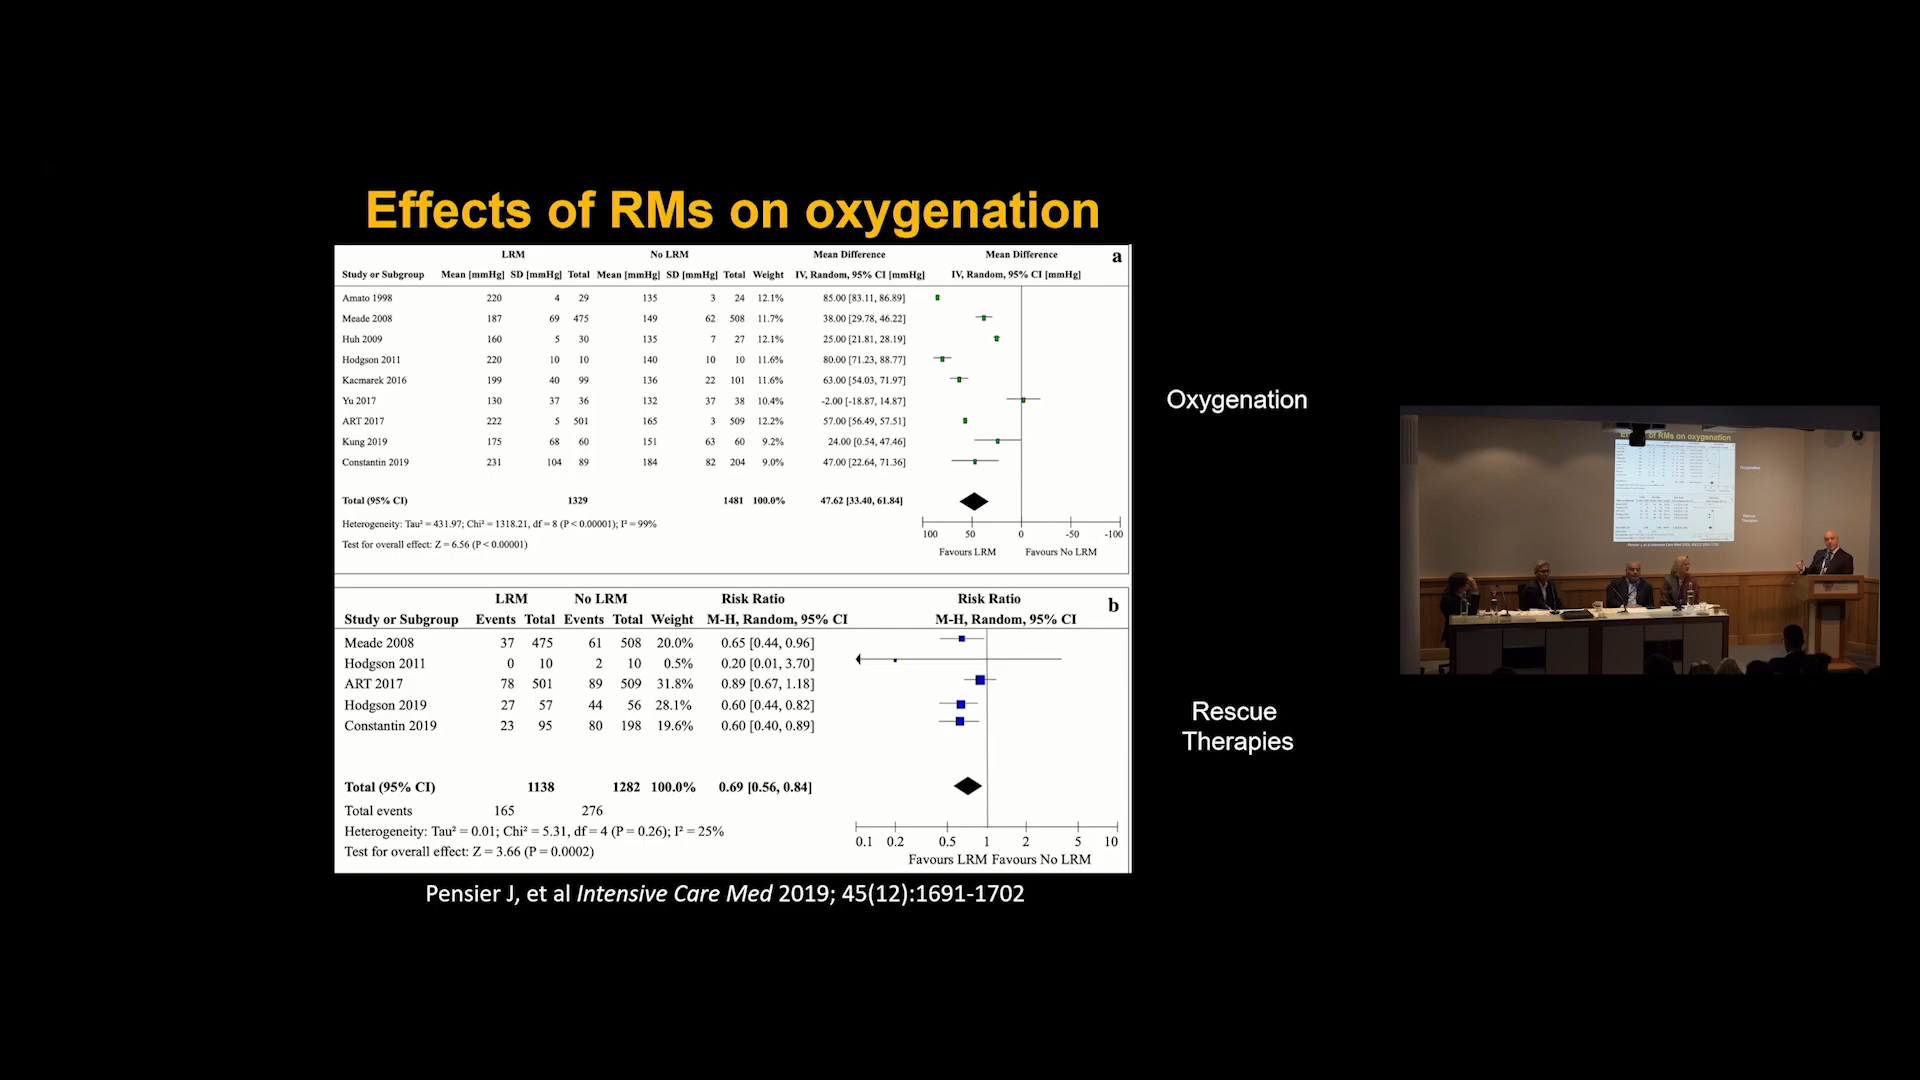 Effects of RMs on oxygenation
LRM No LRM Mean Difference Mean Difference a
Study or Subgroup Mean [mmHg] SD [mmHg] Total Mean [mmHg] SD [mmHg] Total Weight IV, Random, 95% CI [mmHg] IV, Random, 95% CI [mmHg]
Amato 1998 220 4 29 135 3 24 12.1% 85.00 [83.11, 86.89]
Meade 2008 187 69 475 149 62 508 11.7% 38.00 [29.78, 46.22]
Huh 2009 160 5 30 135 7 27 12.1% 25.00 [21.81, 28.19]
Hodgson 2011 220 10 10 140 10 10 11.6% 80.00 [71.23, 88.77]
Kacmarek 2016 199 40 99 136 22 101 11.6% 63.00 [54.03, 71.97]
Yu 2017 130 37 36 132 37 38 10.4% -2.00 [-18.87, 14.87]
ART 2017 222 5 501 165 3 509 12.2% 57.00 [56.49, 57.51]
Kung 2019 175 68 60 151 63 60 9.2% 24.00 [0.54, 47.46]
Constantin 2019 231 104 89 184 82 204 9.0% 47.00 [22.64, 71.36]
Total (95% CI) 1329 1481 100.0% 47.62 [33.40, 61.84]
Heterogeneity: Tau² = 431.97; Chi² = 1318.21, df = 8 (P < 0.00001); I² = 99%
Test for overall effect: Z = 6.56 (P < 0.00001)
100 50 0 -50 -100
Favours LRM Favours No LRM
Oxygenation
LRM No LRM Risk Ratio Risk Ratio b
Study or Subgroup Events Total Events Total Weight M-H, Random, 95% CI M-H, Random, 95% CI
Meade 2008 37 475 61 508 20.0% 0.65 [0.44, 0.96]
Hodgson 2011 0 10 2 10 0.5% 0.20 [0.01, 3.70]
ART 2017 78 501 89 509 31.8% 0.89 [0.67, 1.18]
Hodgson 2019 27 57 44 56 28.1% 0.60 [0.44, 0.82]
Constantin 2019 23 95 80 198 19.6% 0.60 [0.40, 0.89]
Total (95% CI) 1138 1282 100.0% 0.69 [0.56, 0.84]
Total events 165 276
Heterogeneity: Tau² = 0.01; Chi² = 5.31, df = 4 (P = 0.26); I² = 25%
Test for overall effect: Z = 3.66 (P = 0.0002)
0.1 0.2 0.5 1 2 5 10
Favours LRM Favours No LRM
Rescue
Therapies
Pensier J, et al Intensive Care Med 2019; 45(12):1691-1702